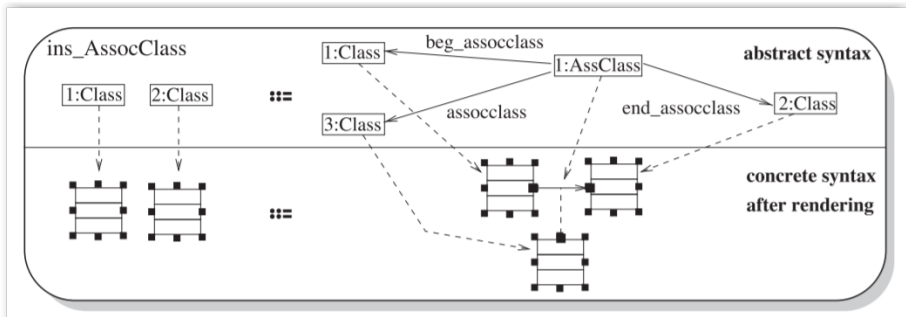 ins_AssocClass
1:Class 2:Class
::=
1:Class
beg_assocclass
1:AssClass
abstract syntax
3:Class
assocclass
end_assocclass
2:Class
::=
concrete syntax
after rendering